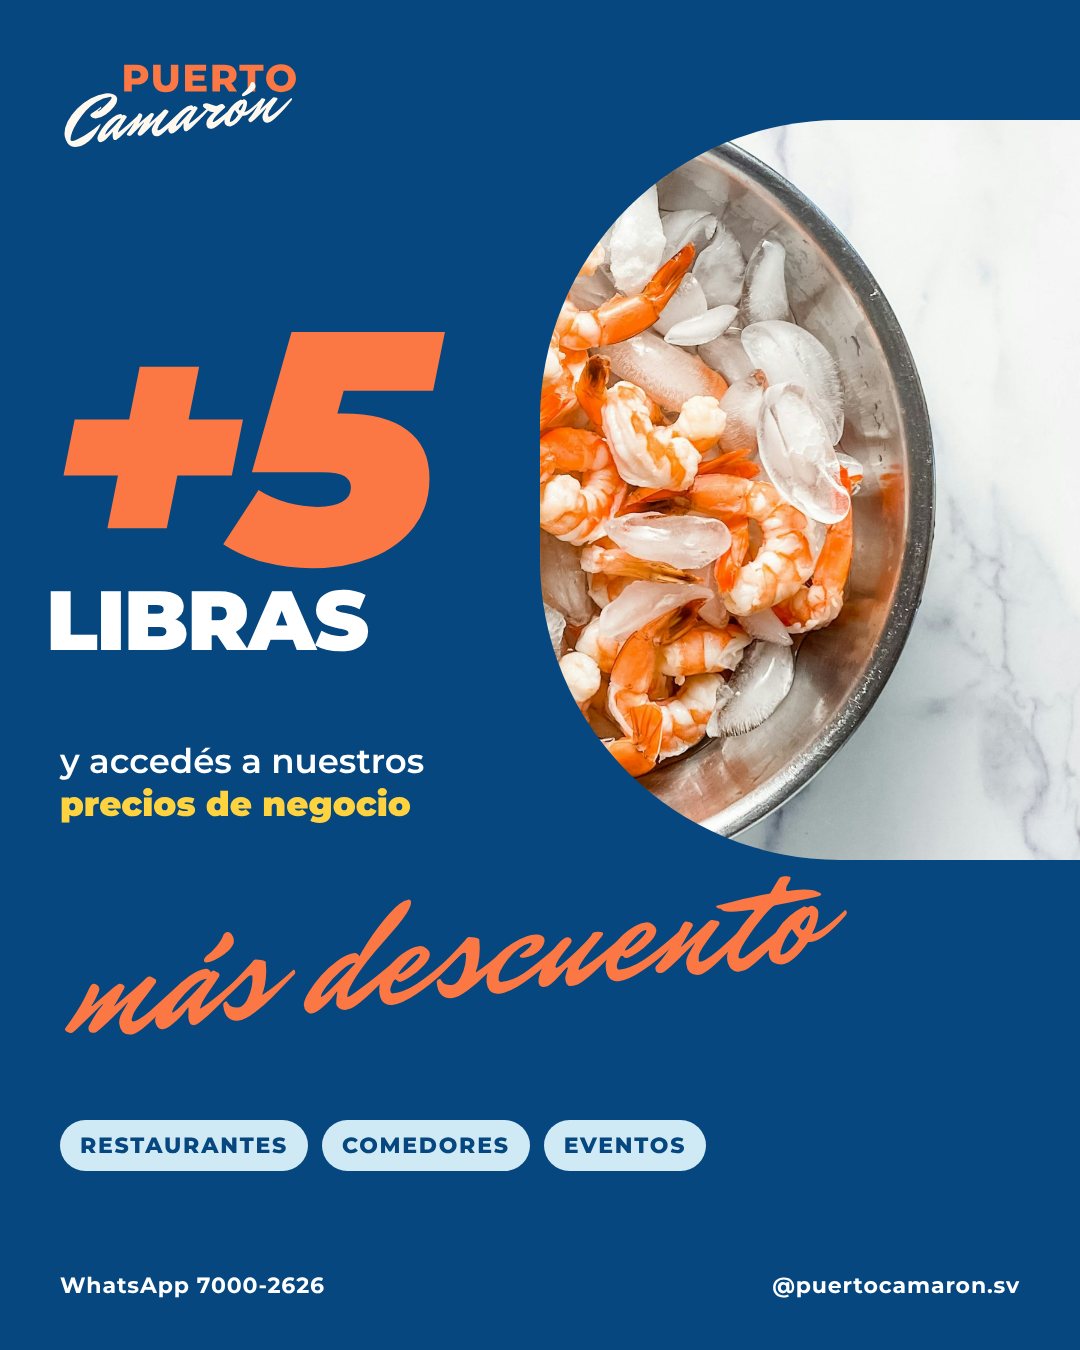 PUERTO
Camarón
+5
LIBRAS
y accedés a nuestros
precios de negocio
más descuento
RESTAURANTES COMEDORES EVENTOS
WhatsApp 7000-2626 @puertocamaron.sv